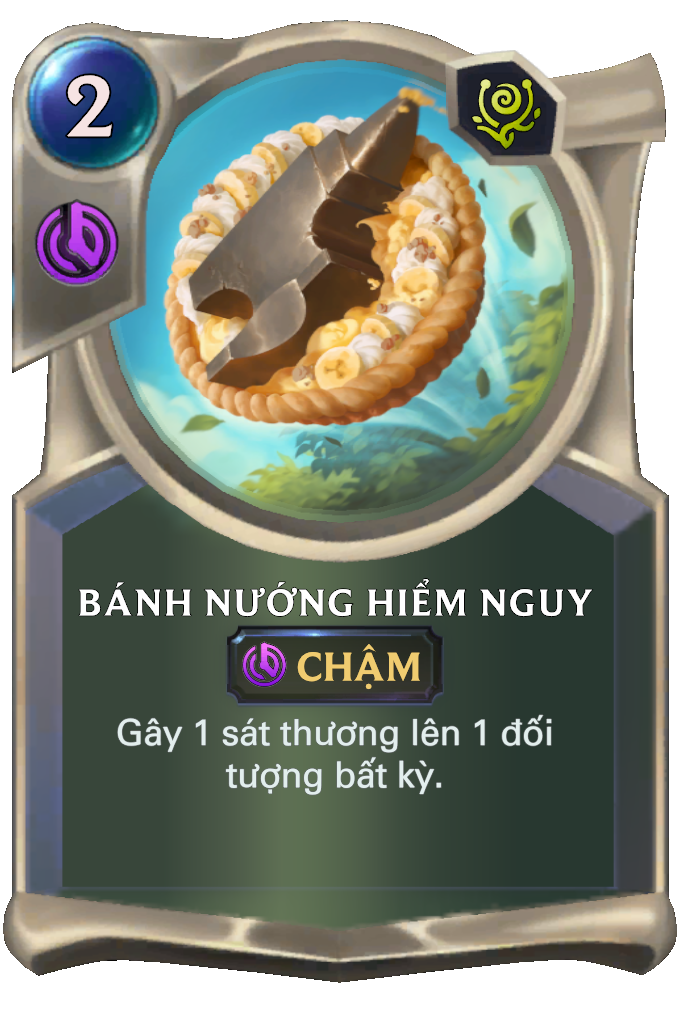 2
BÁNH NƯỚNG HIỂM NGUY
CHẬM
Gây 1 sát thương lên 1 đối
tượng bất kỳ.